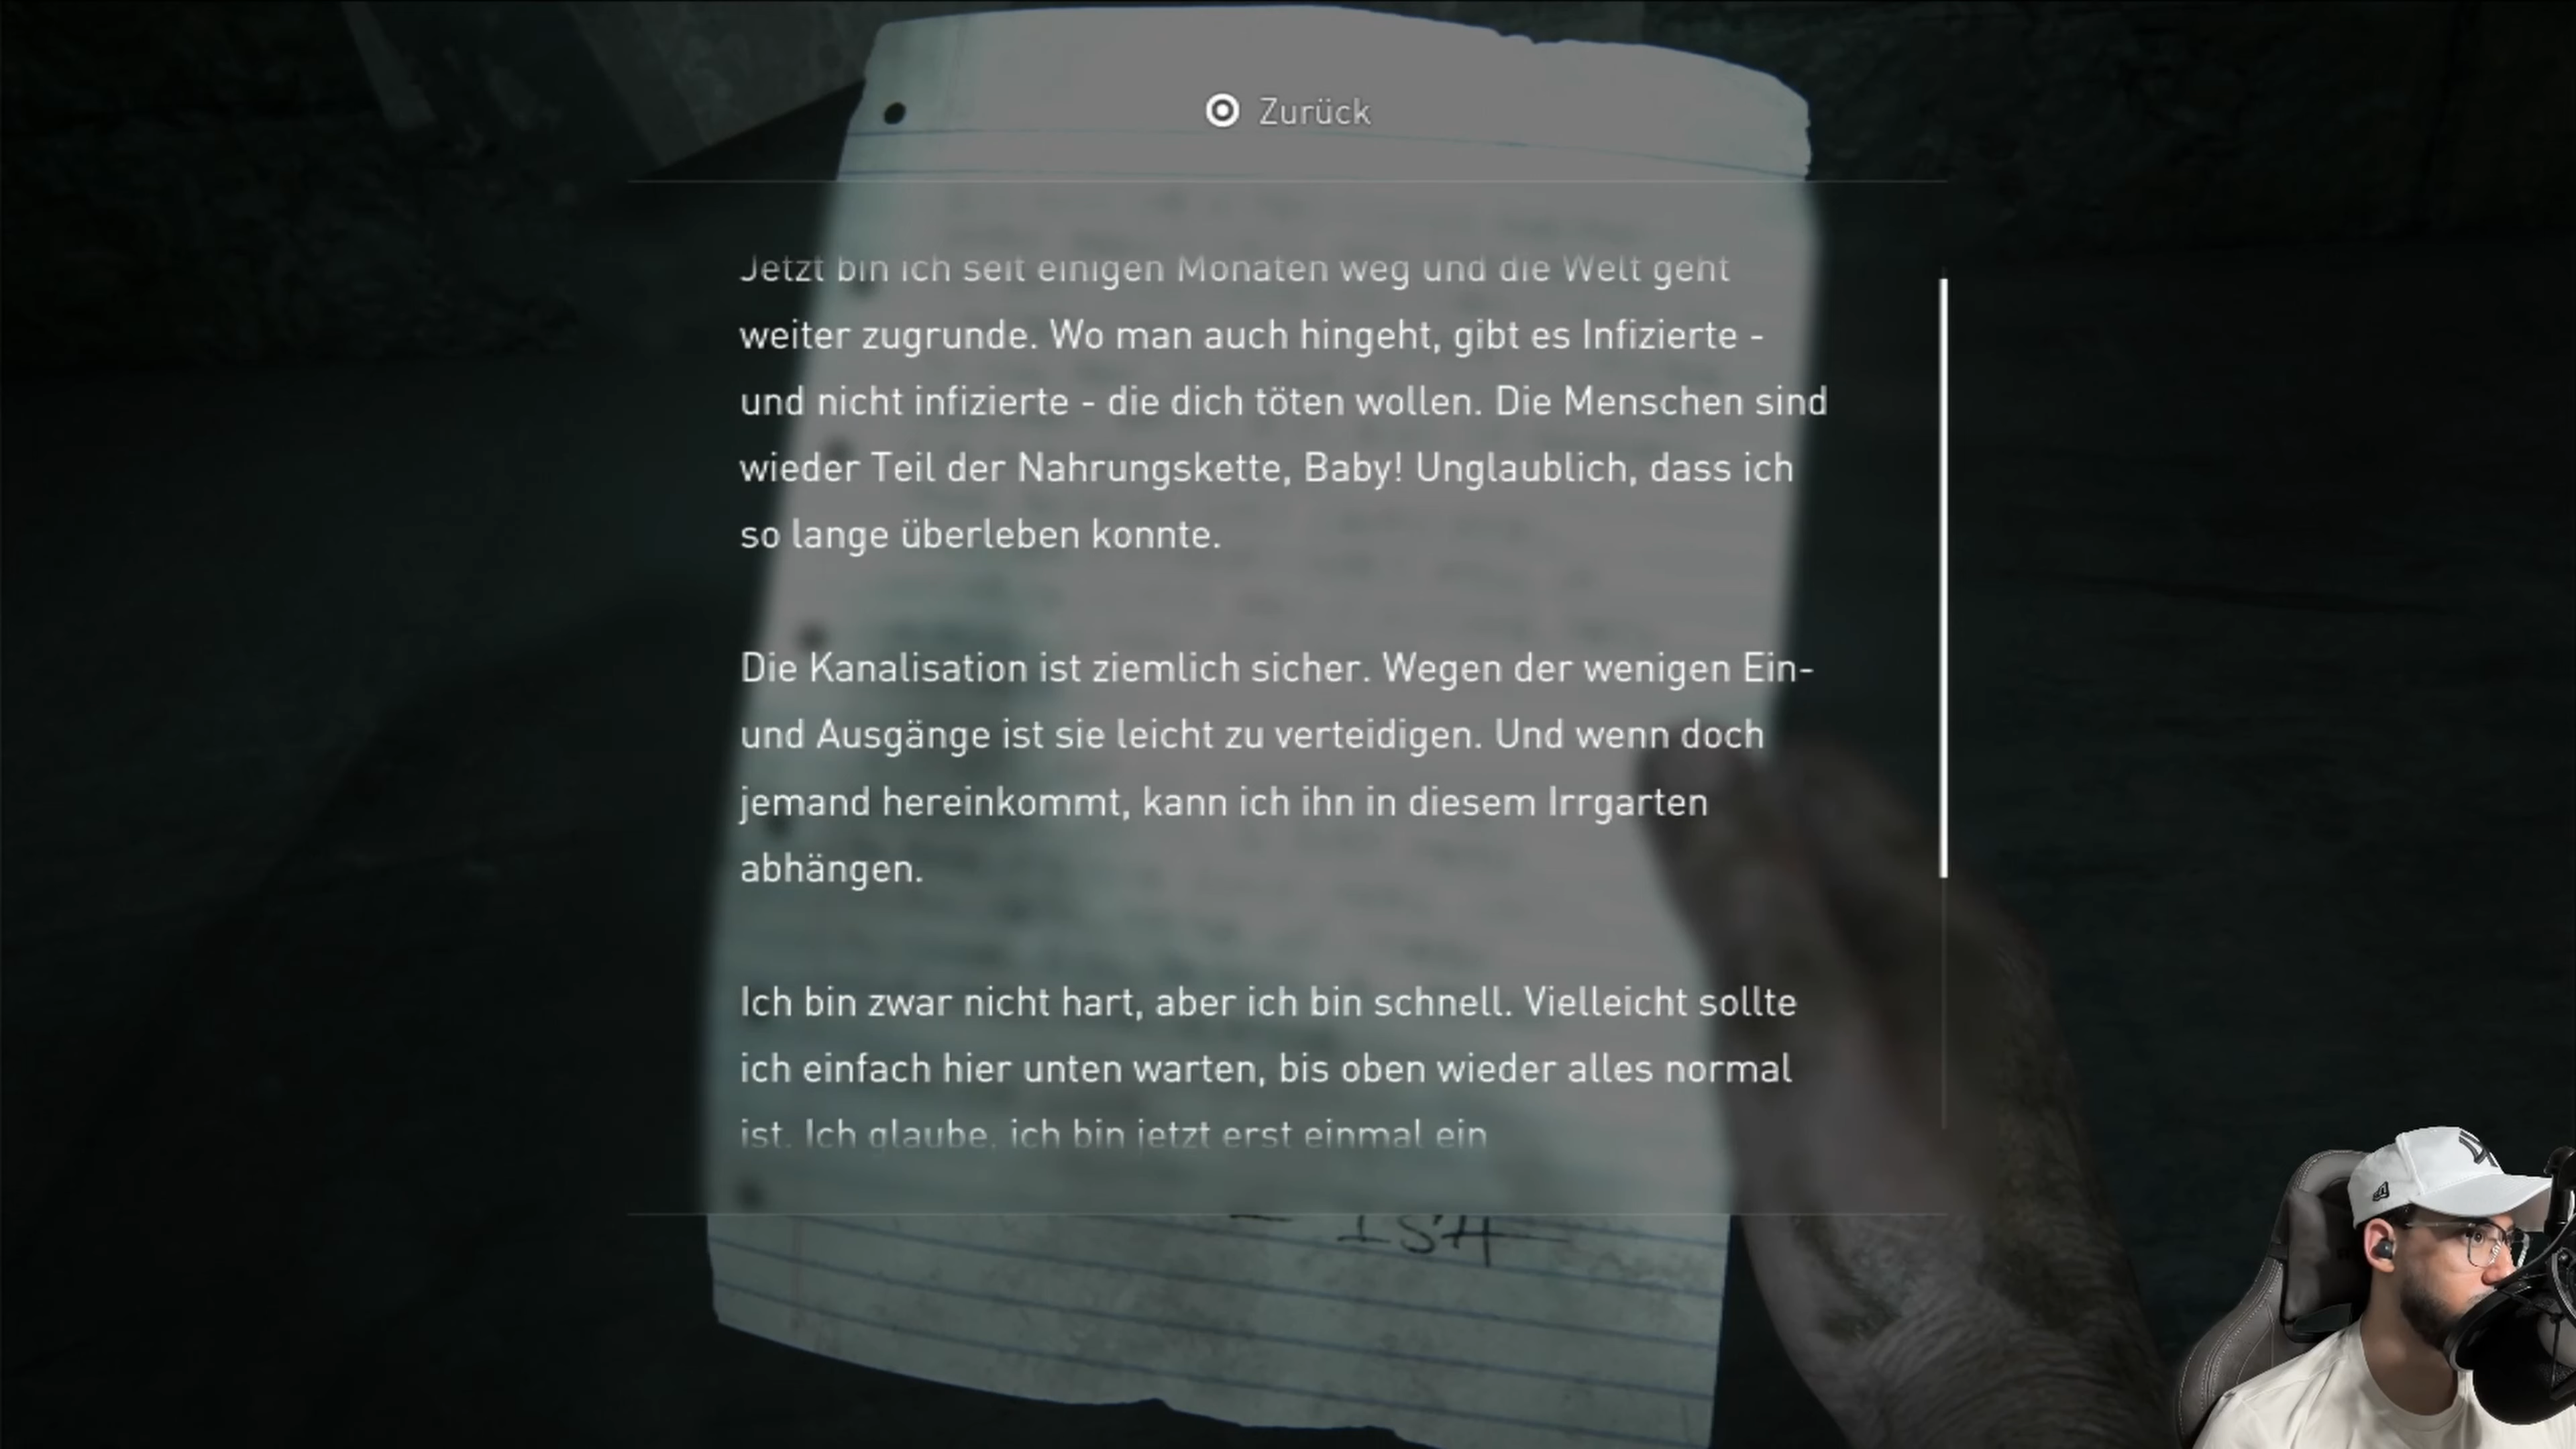 Zurück
Jetzt bin ich seit einigen Monaten weg und die Welt geht
weiter zugrunde. Wo man auch hingeht, gibt es Infizierte -
und nicht infizierte - die dich töten wollen. Die Menschen sind
wieder Teil der Nahrungskette, Baby! Unglaublich, dass ich
so lange überleben konnte.
Die Kanalisation ist ziemlich sicher. Wegen der wenigen Ein-
und Ausgänge ist sie leicht zu verteidigen. Und wenn doch
jemand hereinkommt, kann ich ihn in diesem Irrgarten
abhängen.
Ich bin zwar nicht hart, aber ich bin schnell. Vielleicht sollte
ich einfach hier unten warten, bis oben wieder alles normal
ist. Ich glaube, ich bin jetzt erst einmal ein
- ISH